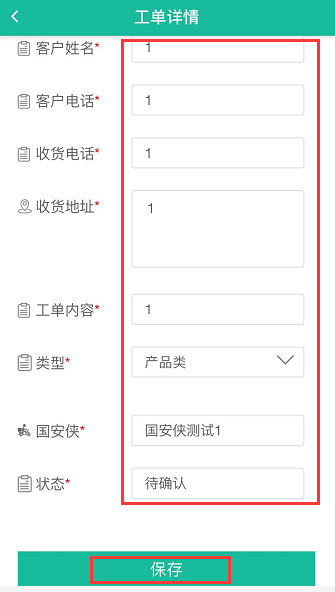 工单详情
客户姓名* 1
客户电话* 1
收货电话* 1
收货地址* 1
工单内容* 1
类型* 产品类
国安侠* 国安侠测试1
状态* 待确认
保存